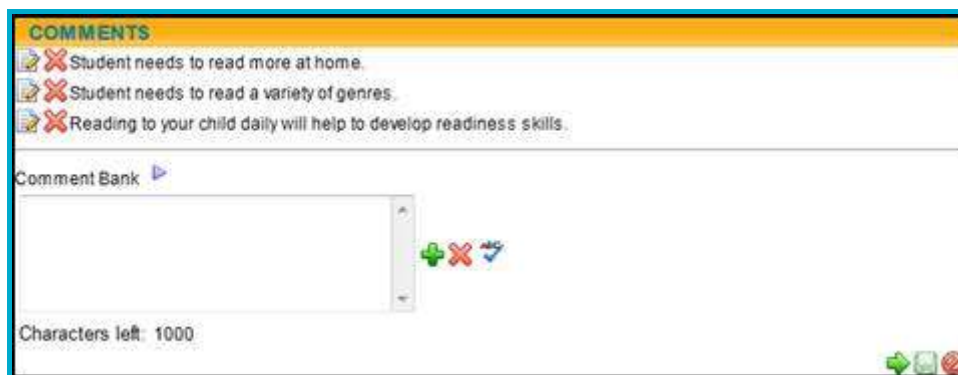 COMMENTS
Student needs to read more at home.
Student needs to read a variety of genres.
Reading to your child daily will help to develop readiness skills.
Comment Bank
ABC
Characters left: 1000